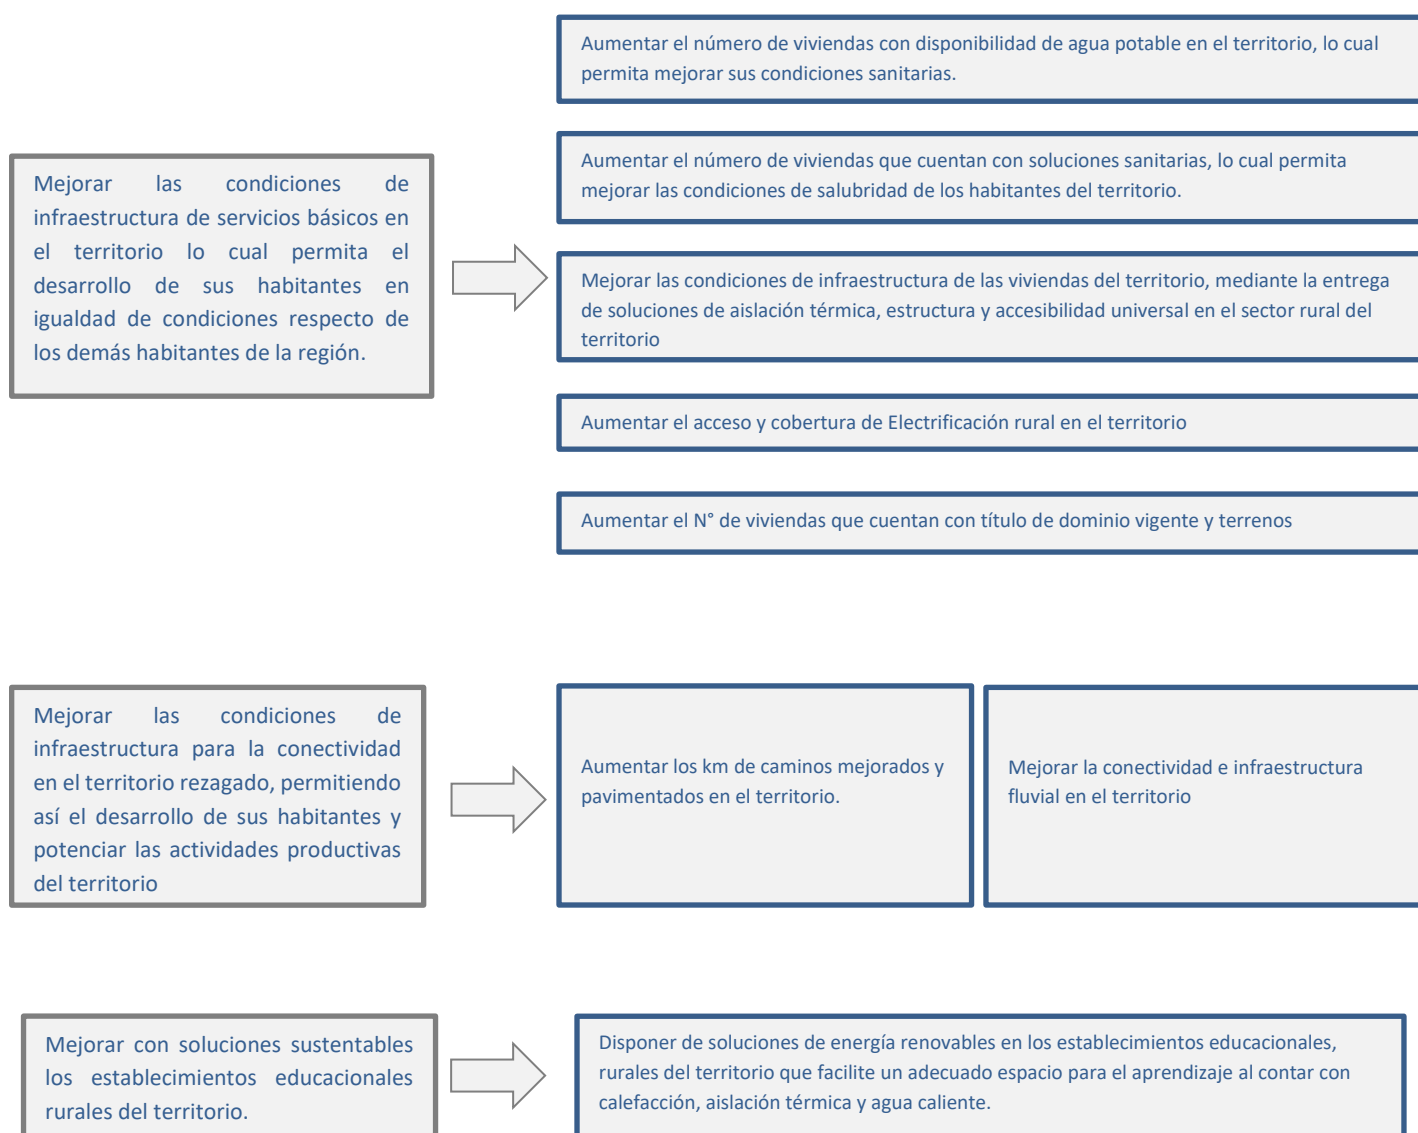 Aumentar el número de viviendas con disponibilidad de agua potable en el territorio, lo cual
permita mejorar sus condiciones sanitarias.
Aumentar el número de viviendas que cuentan con soluciones sanitarias, lo cual permita
mejorar las condiciones de salubridad de los habitantes del territorio.
Mejorar las condiciones de
infraestructura de servicios básicos en
el territorio lo cual permita el
desarrollo de sus habitantes en
igualdad de condiciones respecto de
los demás habitantes de la región.
Mejorar las condiciones de infraestructura de las viviendas del territorio, mediante la entrega
de soluciones de aislación térmica, estructura y accesibilidad universal en el sector rural del
territorio
Aumentar el acceso y cobertura de Electrificación rural en el territorio
Aumentar el N° de viviendas que cuentan con título de dominio vigente y terrenos
Mejorar las condiciones de
infraestructura para la conectividad
en el territorio rezagado, permitiendo
así el desarrollo de sus habitantes y
potenciar las actividades productivas
del territorio
Aumentar los km de caminos mejorados y
pavimentados en el territorio.
Mejorar la conectividad e infraestructura
fluvial en el territorio
Mejorar con soluciones sustentables
los establecimientos educacionales
rurales del territorio.
Disponer de soluciones de energía renovables en los establecimientos educacionales,
rurales del territorio que facilite un adecuado espacio para el aprendizaje al contar con
calefacción, aislación térmica y agua caliente.